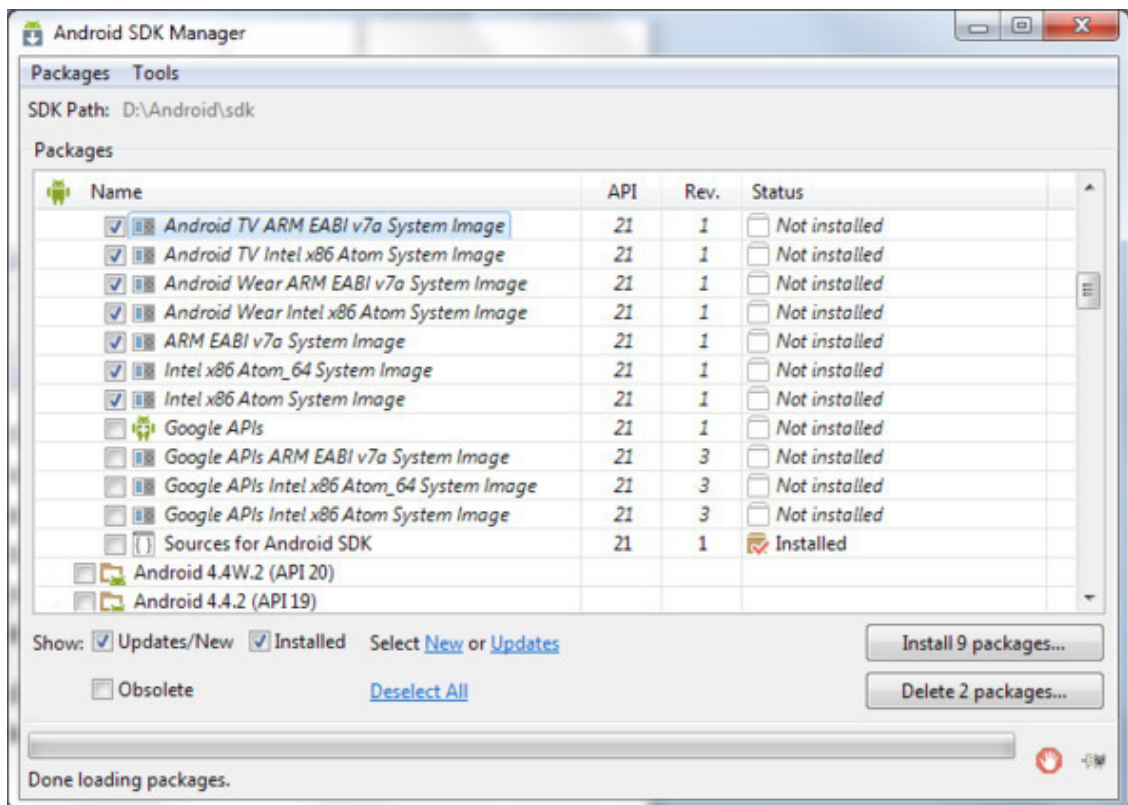 Android SDK Manager
Packages Tools
SDK Path: D:\Android\sdk
Packages
Name API Rev. Status
Android TV ARM EABI v7a System Image 21 1 Not installed
Android TV Intel x86 Atom System Image 21 1 Not installed
Android Wear ARM EABI v7a System Image 21 1 Not installed
Android Wear Intel x86 Atom System Image 21 1 Not installed
ARM EABI v7a System Image 21 1 Not installed
Intel x86 Atom_64 System Image 21 1 Not installed
Intel x86 Atom System Image 21 1 Not installed
Google APIs 21 1 Not installed
Google APIs ARM EABI v7a System Image 21 3 Not installed
Google APIs Intel x86 Atom_64 System Image 21 3 Not installed
Google APIs Intel x86 Atom System Image 21 3 Not installed
Sources for Android SDK 21 1 Installed
Android 4.4W.2 (API 20)
Android 4.4.2 (API 19)
Show: Updates/New Installed Select New or Updates Install 9 packages...
Obsolete Deselect All Delete 2 packages...
Done loading packages.